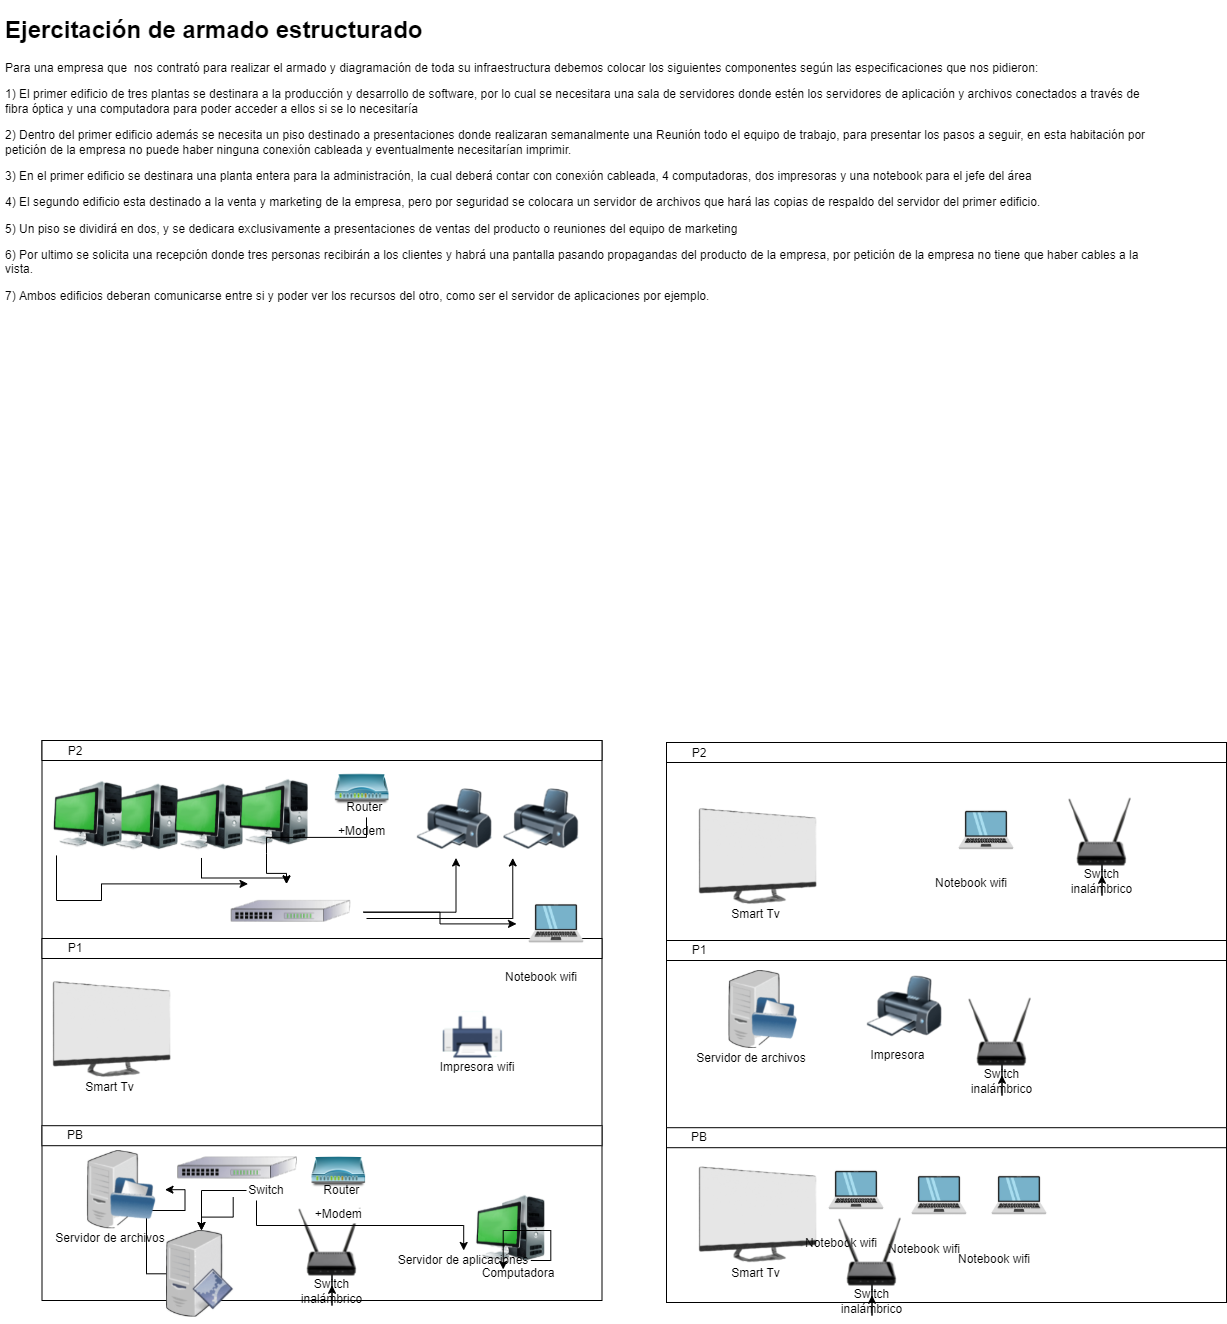 Ejercitación de armado estructurado
Para una empresa que  nos contrató para realizar el armado y diagramación de toda su infraestructura debemos colocar los siguientes componentes según las especificaciones que nos pidieron:
1) El primer edificio de tres plantas se destinara a la producción y desarrollo de software, por lo cual se necesitara una sala de servidores donde estén los servidores de aplicación y archivos conectados a través de
fibra óptica y una computadora para poder acceder a ellos si se lo necesitaría
2) Dentro del primer edificio además se necesita un piso destinado a presentaciones donde realizaran semanalmente una Reunión todo el equipo de trabajo, para presentar los pasos a seguir, en esta habitación por
petición de la empresa no puede haber ninguna conexión cableada y eventualmente necesitarían imprimir.
3) En el primer edificio se destinara una planta entera para la administración, la cual deberá contar con conexión cableada, 4 computadoras, dos impresoras y una notebook para el jefe del área
4) El segundo edificio esta destinado a la venta y marketing de la empresa, pero por seguridad se colocara un servidor de archivos que hará las copias de respaldo del servidor del primer edificio.
5) Un piso se dividirá en dos, y se dedicara exclusivamente a presentaciones de ventas del producto o reuniones del equipo de marketing
6) Por ultimo se solicita una recepción donde tres personas recibirán a los clientes y habrá una pantalla pasando propagandas del producto de la empresa, por petición de la empresa no tiene que haber cables a la
vista.
7) Ambos edificios deberan comunicarse entre si y poder ver los recursos del otro, como ser el servidor de aplicaciones por ejemplo.
P2
Router
+Modem
P1
Notebook wifi
Impresora wifi
Smart Tv
PB
Switch
Router
+Modem
Servidor de archivos
Servidor de aplicaciones
Computadora
Switch
inalámbrico
P2
Notebook wifi
Switch
inalámbrico
Smart Tv
P1
Servidor de archivos
Impresora
Switch
inalámbrico
PB
Notebook wifi
Notebook wifi
Notebook wifi
Smart Tv
Switch
inalámbrico